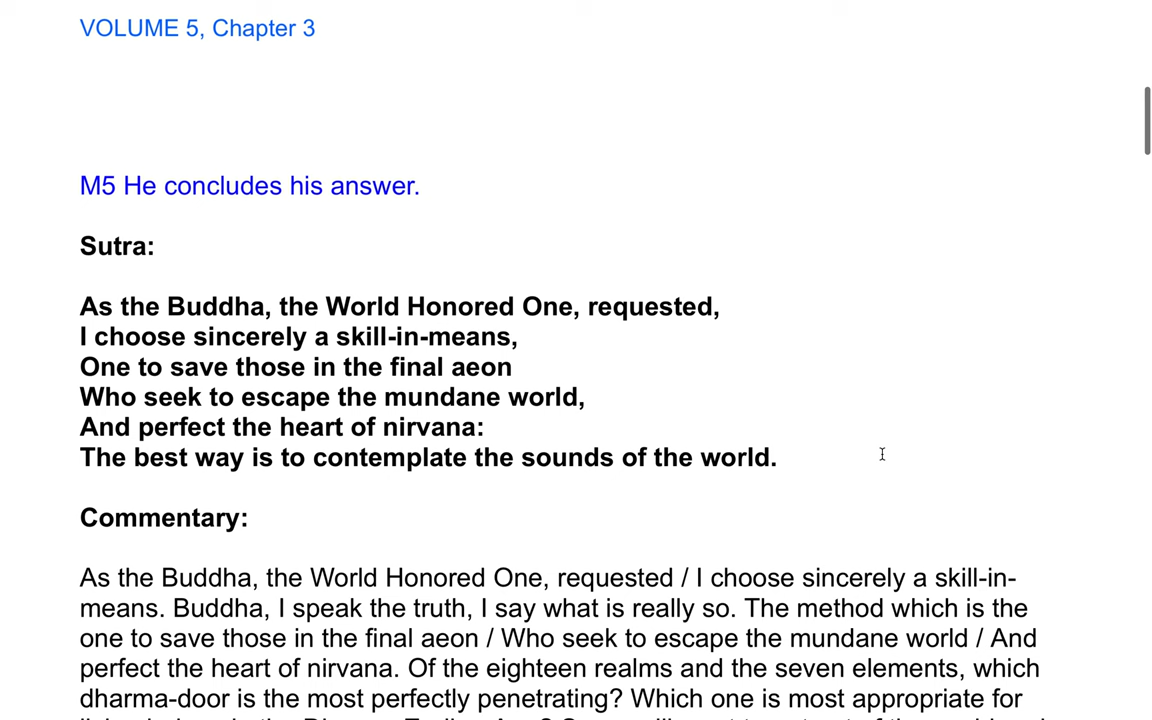 VOLUME 5, Chapter 3
M5 He concludes his answer.
Sutra:
As the Buddha, the World Honored One, requested,
I choose sincerely a skill-in-means,
One to save those in the final aeon
Who seek to escape the mundane world,
And perfect the heart of nirvana:
The best way is to contemplate the sounds of the world.
Commentary:
As the Buddha, the World Honored One, requested / I choose sincerely a skill-in-
means. Buddha, I speak the truth, I say what is really so. The method which is the
one to save those in the final aeon / Who seek to escape the mundane world / And
perfect the heart of nirvana. Of the eighteen realms and the seven elements, which
dharma-door is the most perfectly penetrating? Which one is most appropriate for